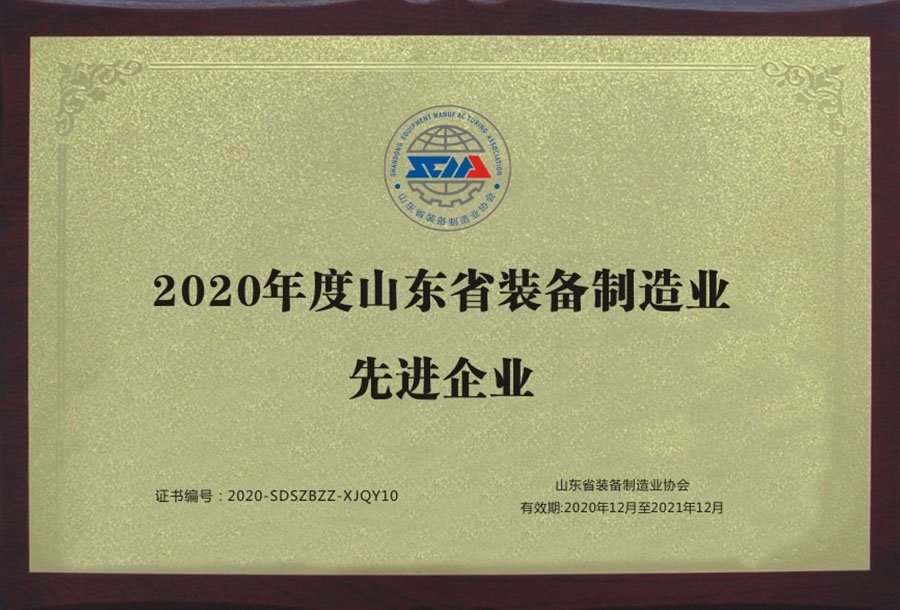 SHANDONG EQUIPMENT MANUFACTURING ASSOCIATION
SEMA
山东省装备制造业协会
2020年度山东省装备制造业
先进企业
证书编号：2020-SDSZBZZ-XJQY10
山东省装备制造业协会
有效期:2020年12月至2021年12月